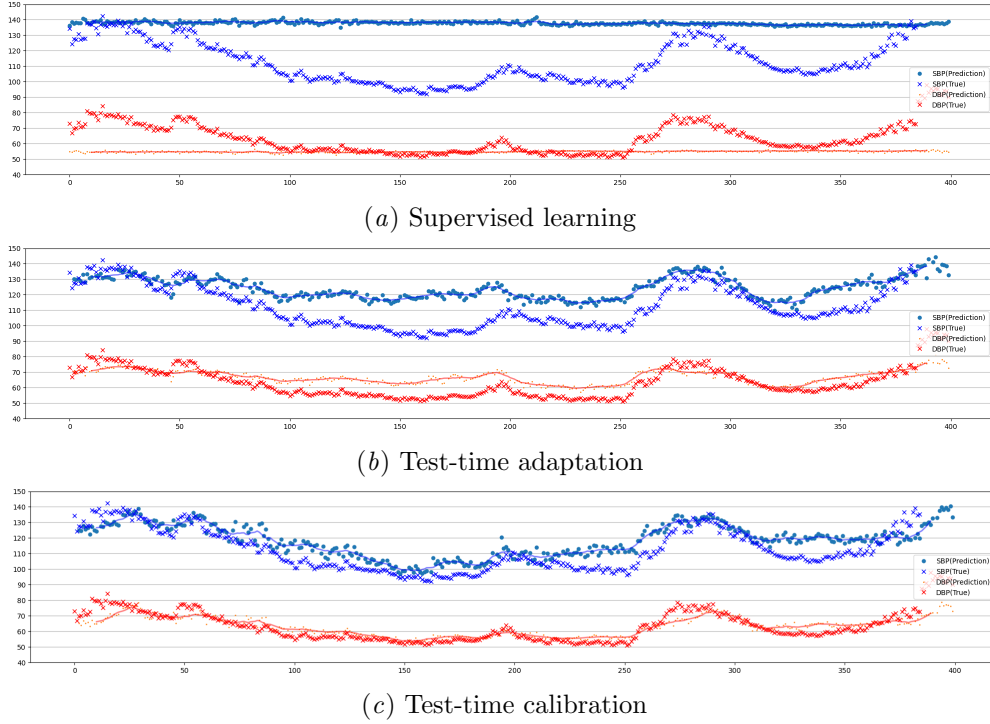 150
140
130
120
110
100
90
80
70
60
50
40
SBP(Prediction)
SBP(True)
DBP(Prediction)
DBP(True)
0 50 100 150 200 250 300 350 400
(a) Supervised learning
150
140
130
120
110
100
90
80
70
60
50
40
SBP(Prediction)
SBP(True)
DBP(Prediction)
DBP(True)
0 50 100 150 200 250 300 350 400
(b) Test-time adaptation
150
140
130
120
110
100
90
80
70
60
50
40
SBP(Prediction)
SBP(True)
DBP(Prediction)
DBP(True)
0 50 100 150 200 250 300 350 400
(c) Test-time calibration